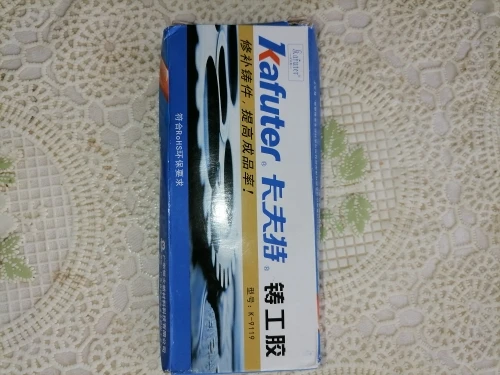 Kafuter
Kafuter® 卡夫特®
修补铸件，提高成品率！
铸工胶
型号：K-9119
符合RoHS环保要求